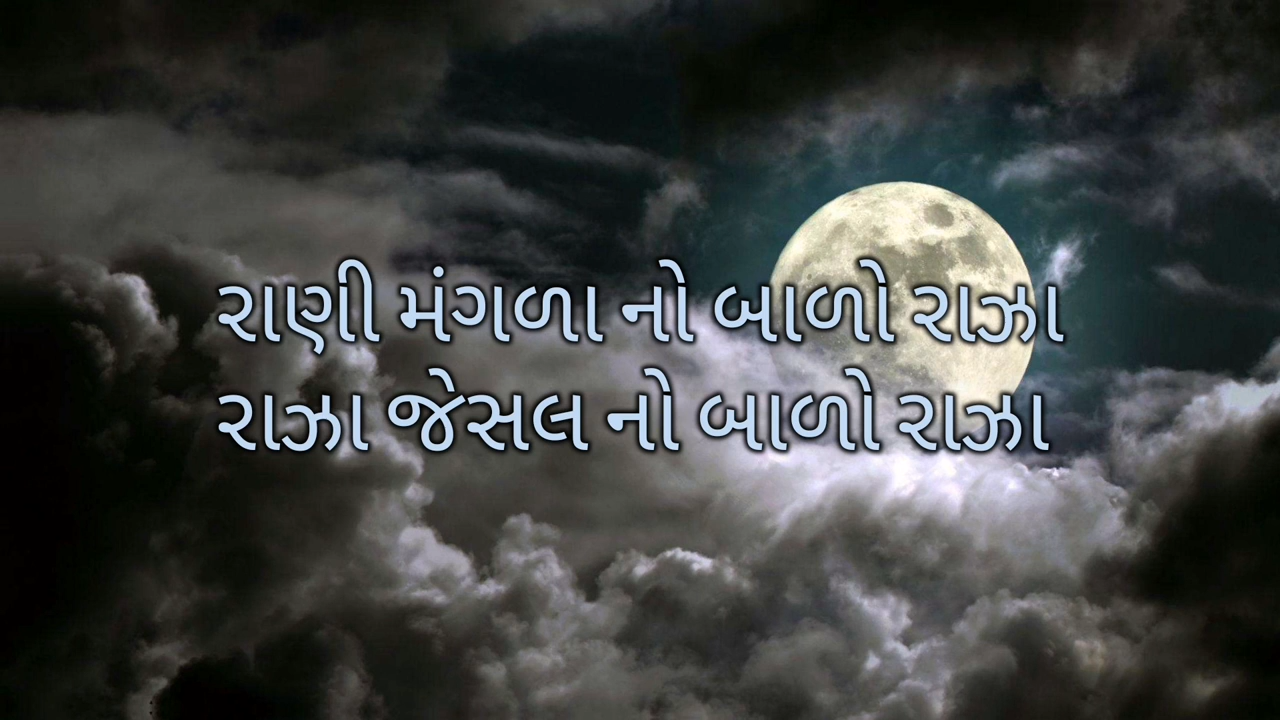 રાણી મંગળા નો બાળો રાઝા
રાઝા જેસલ નો બાળો રાઝા